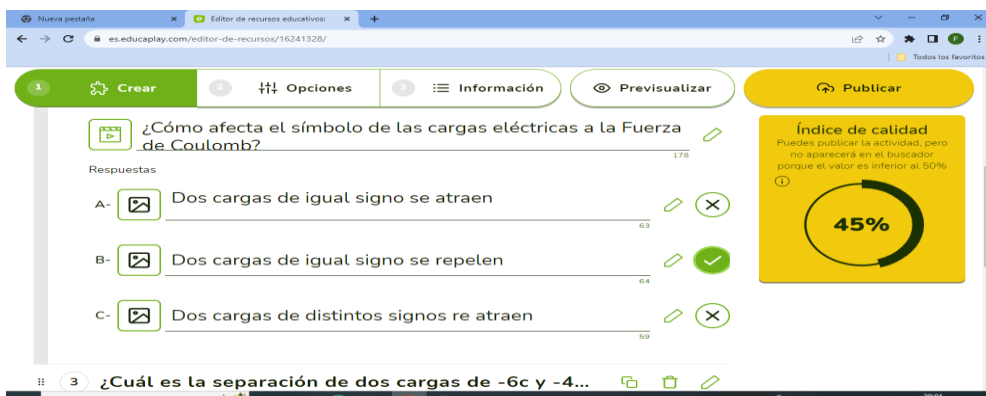 Nueva pestaña
Editor de recursos educativos:
es.educaplay.com/editor-de-recursos/16241328/
F
Todos los favoritos
1 Crear
2 Opciones
3 Información
Previsualizar
Publicar
¿Cómo afecta el símbolo de las cargas eléctricas a la Fuerza
de Coulomb?
178
Respuestas
A- Dos cargas de igual signo se atraen
63
B- Dos cargas de igual signo se repelen
64
C- Dos cargas de distintos signos re atraen
59
3 ¿Cuál es la separación de dos cargas de -6c y -4...
Índice de calidad
Puedes publicar la actividad, pero
no aparecerá en el buscador
porque el valor es inferior al 50%
45%